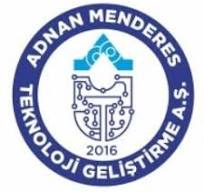 ADNAN MENDERES
TEKNOLOJİ GELİŞTİRME A.Ş.
2016